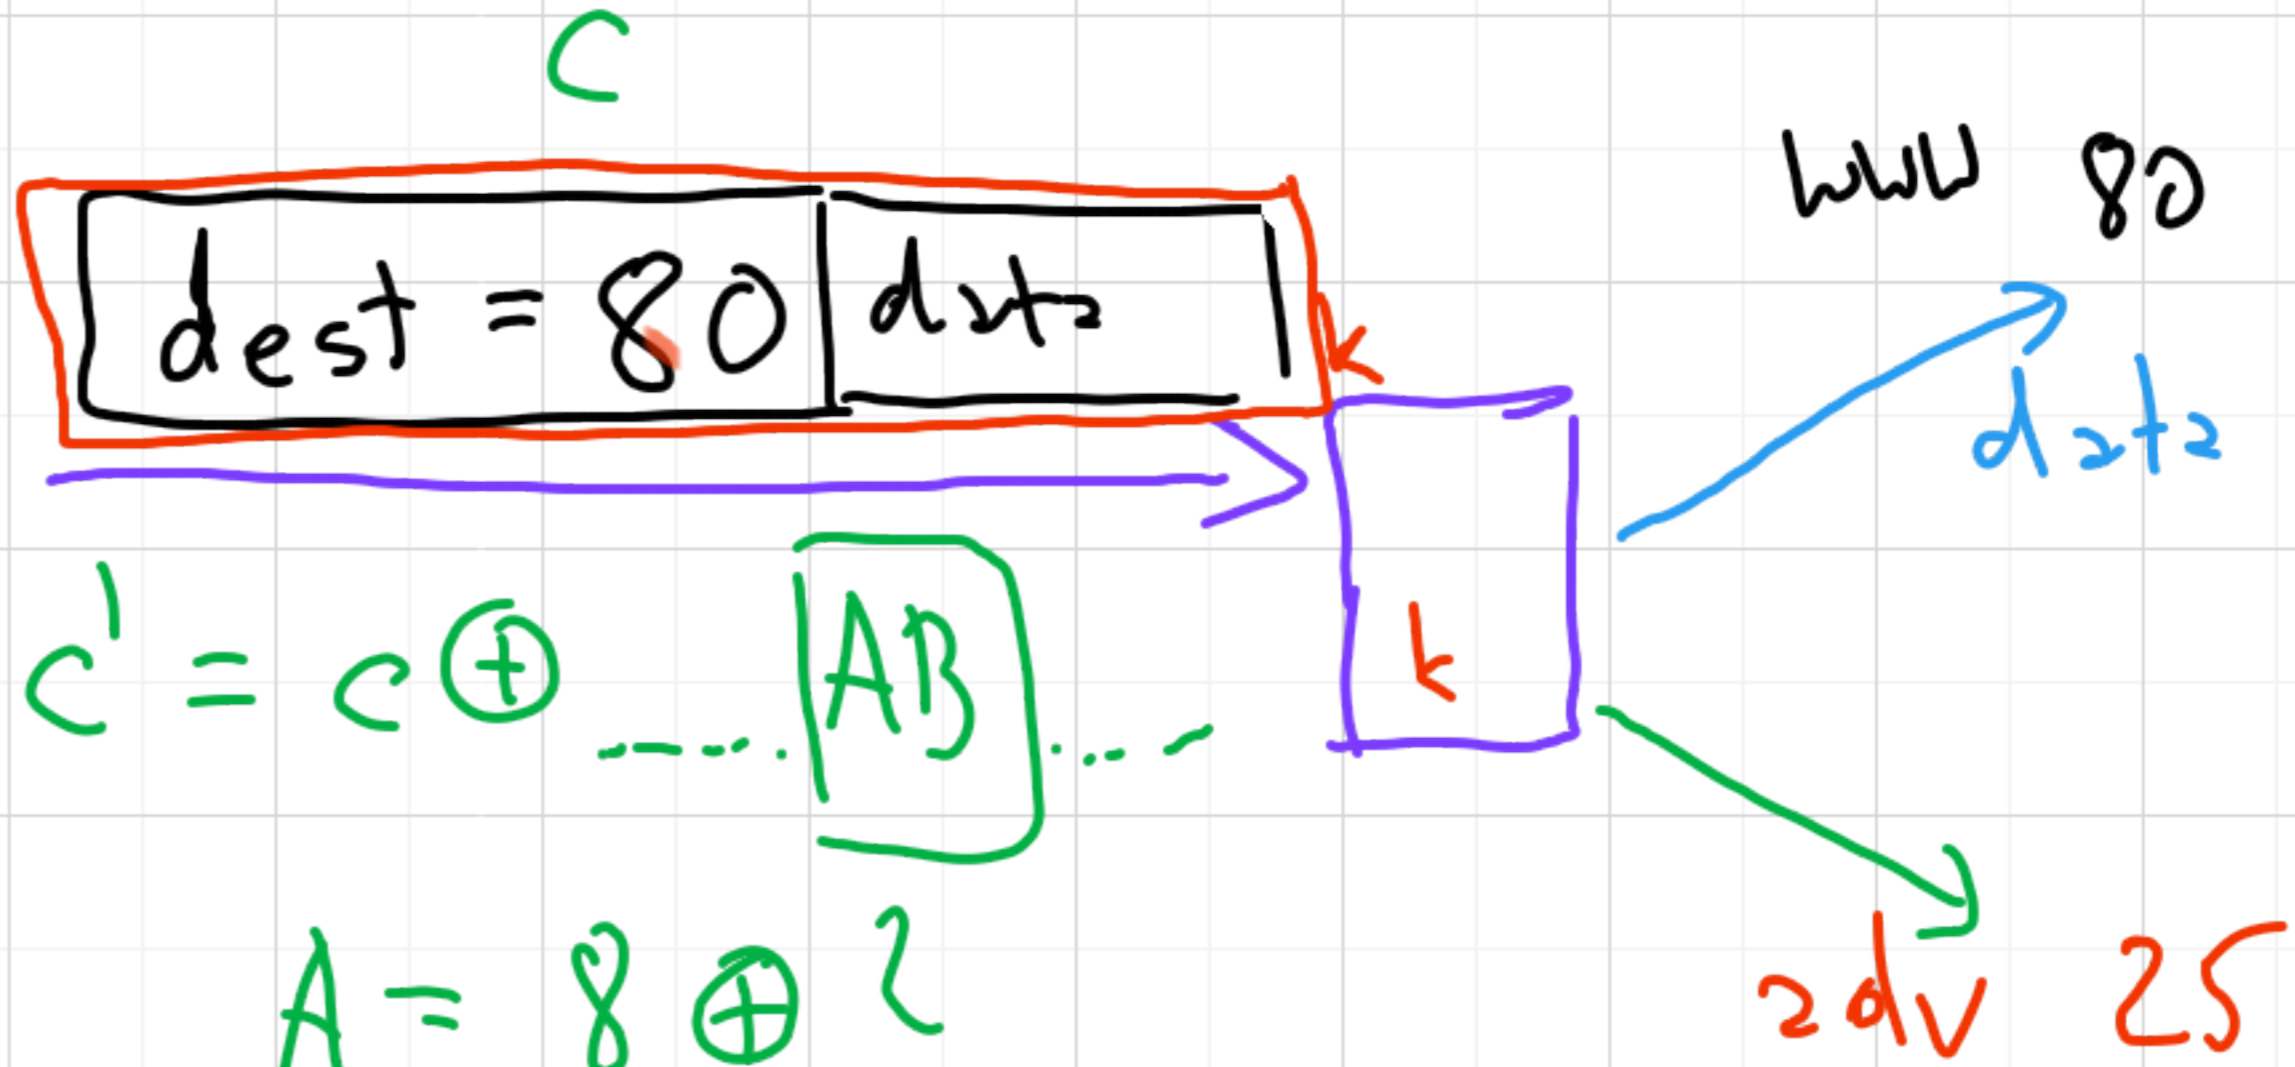 C
www 80
dest = 80 data
k
data
c' = c ⊕ ..... AB .....
k
A = 8 ⊕ 2
adv 25